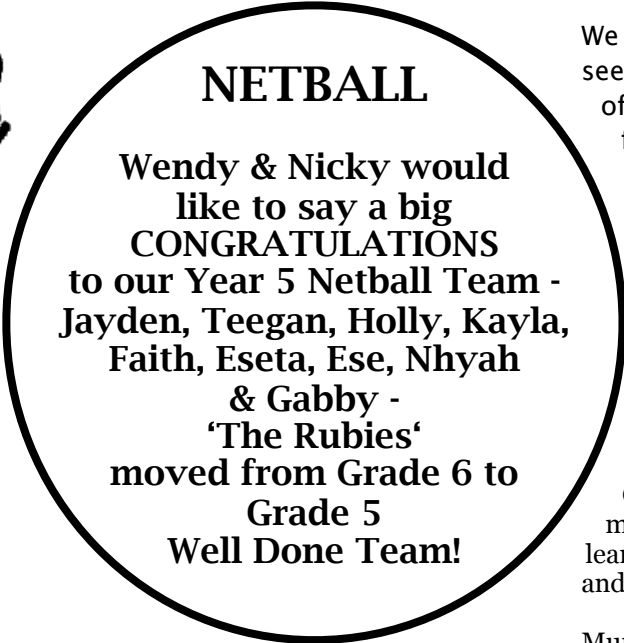 NETBALL
Wendy & Nicky would
like to say a big
CONGRATULATIONS
to our Year 5 Netball Team -
Jayden, Teegan, Holly, Kayla,
Faith, Eseta, Ese, Nhyah
& Gabby -
‘The Rubies‘
moved from Grade 6 to
Grade 5
Well Done Team!
We
see
of
and